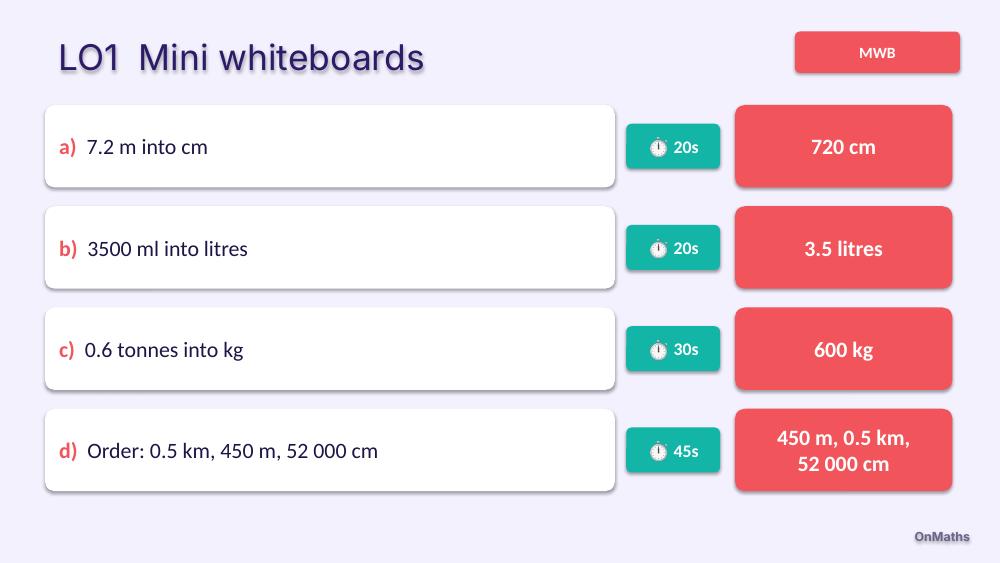 LO1 Mini whiteboards
MWB
a) 7.2 m into cm
20s
720 cm
b) 3500 ml into litres
20s
3.5 litres
c) 0.6 tonnes into kg
30s
600 kg
d) Order: 0.5 km, 450 m, 52 000 cm
45s
450 m, 0.5 km,
52 000 cm
OnMaths